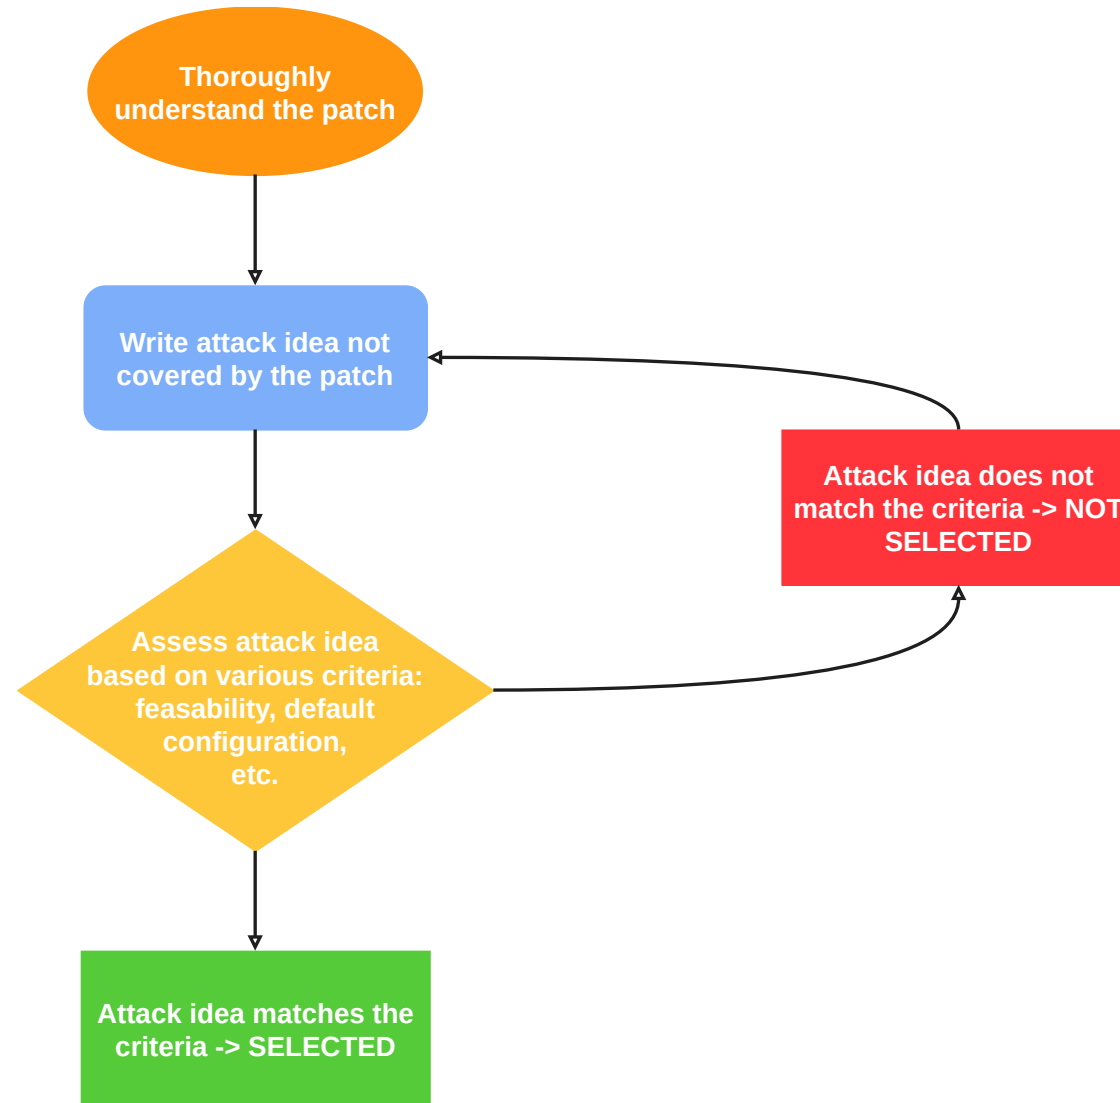 Thoroughly
understand the patch
Write attack idea not
covered by the patch
Attack idea does not
match the criteria -> NOT
SELECTED
Assess attack idea
based on various criteria:
feasability, default
configuration,
etc.
Attack idea matches the
criteria -> SELECTED